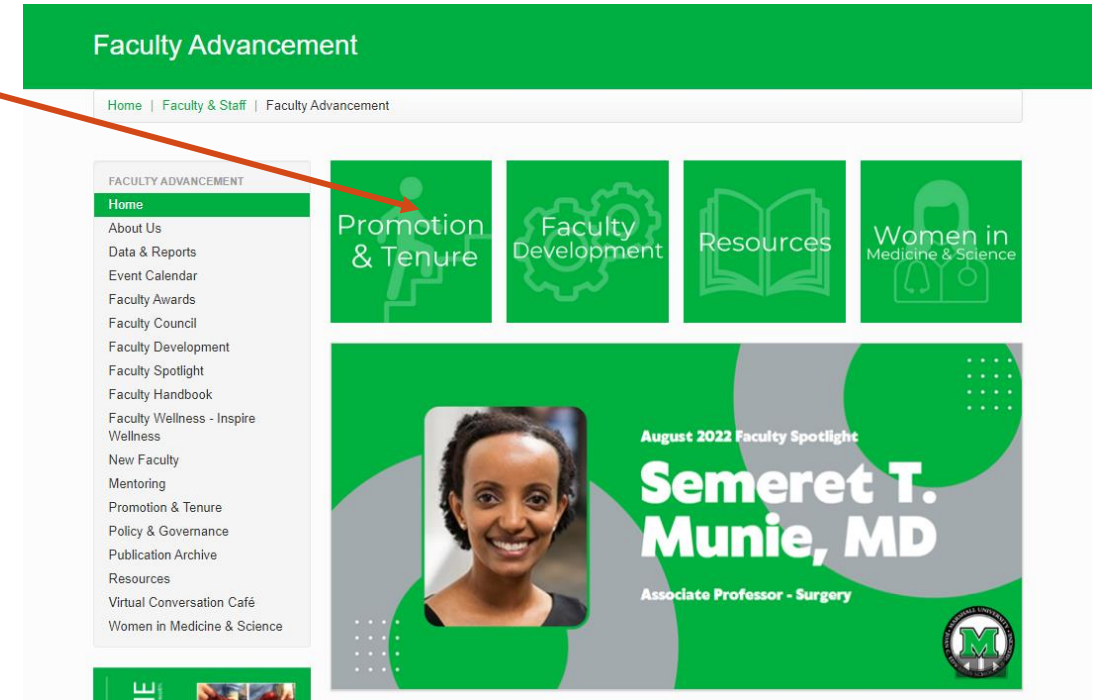 Faculty Advancement
Home | Faculty & Staff | Faculty Advancement
FACULTY ADVANCEMENT
Home
About Us
Data & Reports
Event Calendar
Faculty Awards
Faculty Council
Faculty Development
Faculty Spotlight
Faculty Handbook
Faculty Wellness - Inspire
Wellness
New Faculty
Mentoring
Promotion & Tenure
Policy & Governance
Publication Archive
Resources
Virtual Conversation Café
Women in Medicine & Science
Promotion
& Tenure
Faculty
Development
Resources
Women in
Medicine & Science
August 2022 Faculty Spotlight
Semeret T.
Munie, MD
Associate Professor - Surgery
M